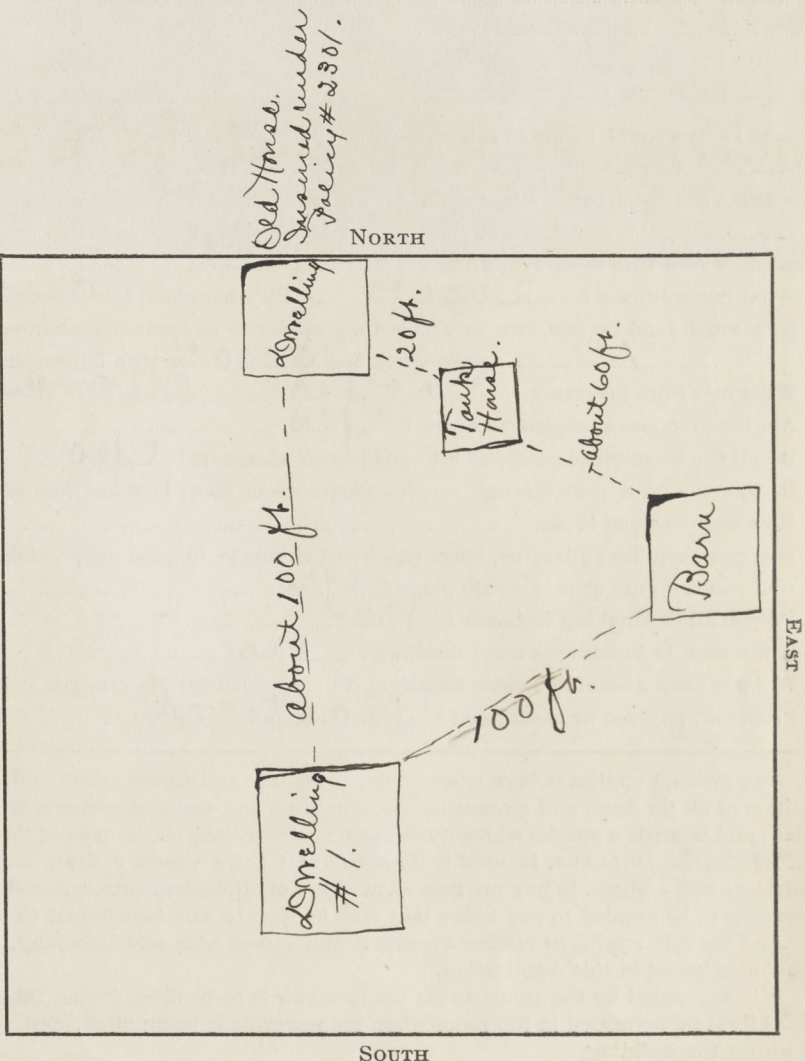 Old House.
Insured under
Policy # 2301.
NORTH
Dwelling
20 ft.
Tank
House.
about 60 ft.
about 100 ft.
Barn
EAST
100 ft.
Dwelling
# 1.
SOUTH